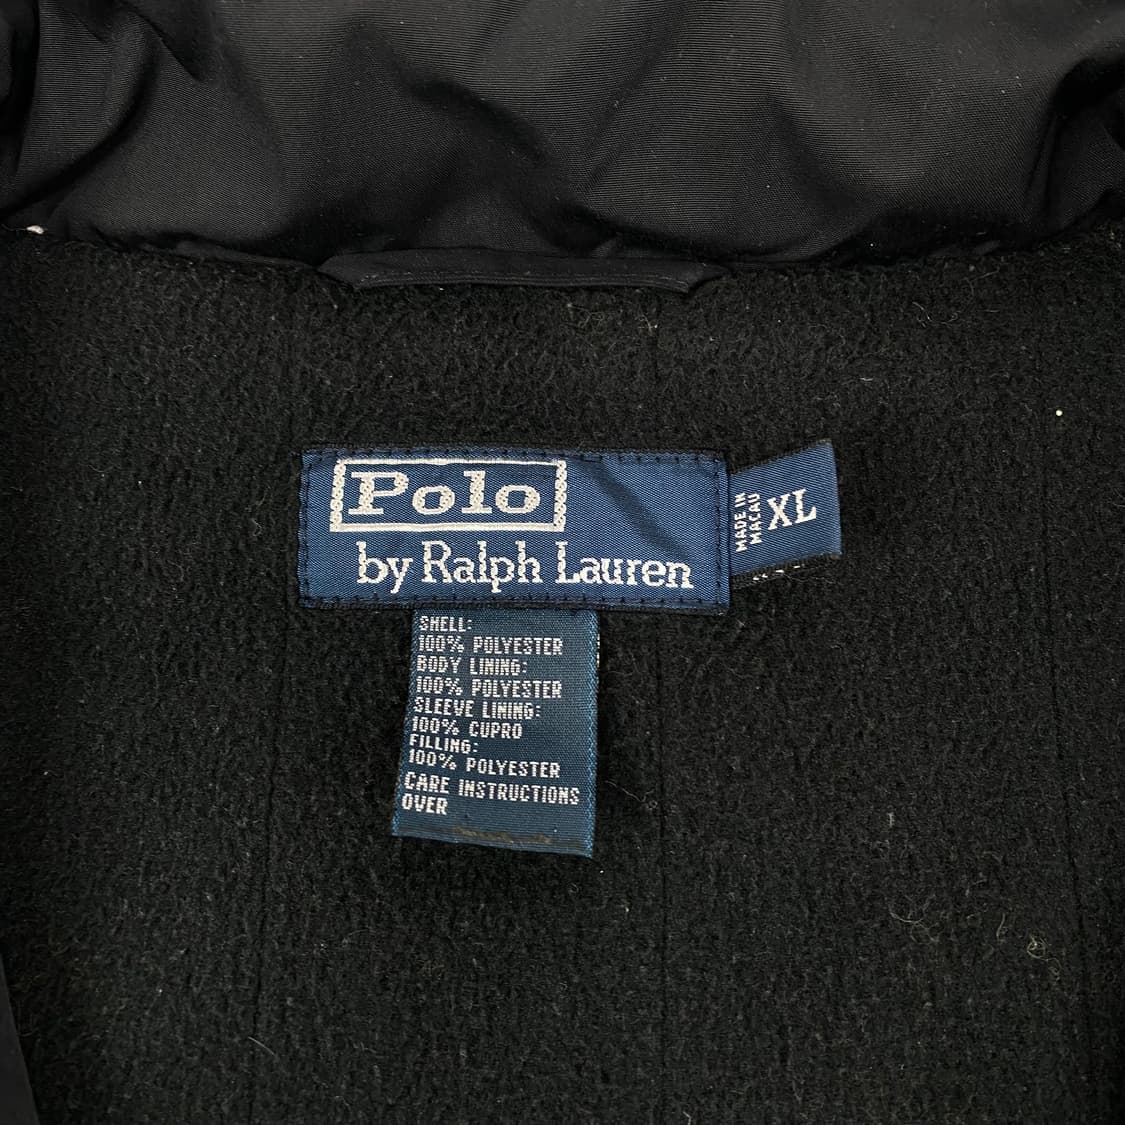 Polo
by Ralph Lauren
MADE IN
MACAU
XL
SHELL:
100% POLYESTER
BODY LINING:
100% POLYESTER
SLEEVE LINING:
100% CUPRO
FILLING:
100% POLYESTER
CARE INSTRUCTIONS
OVER